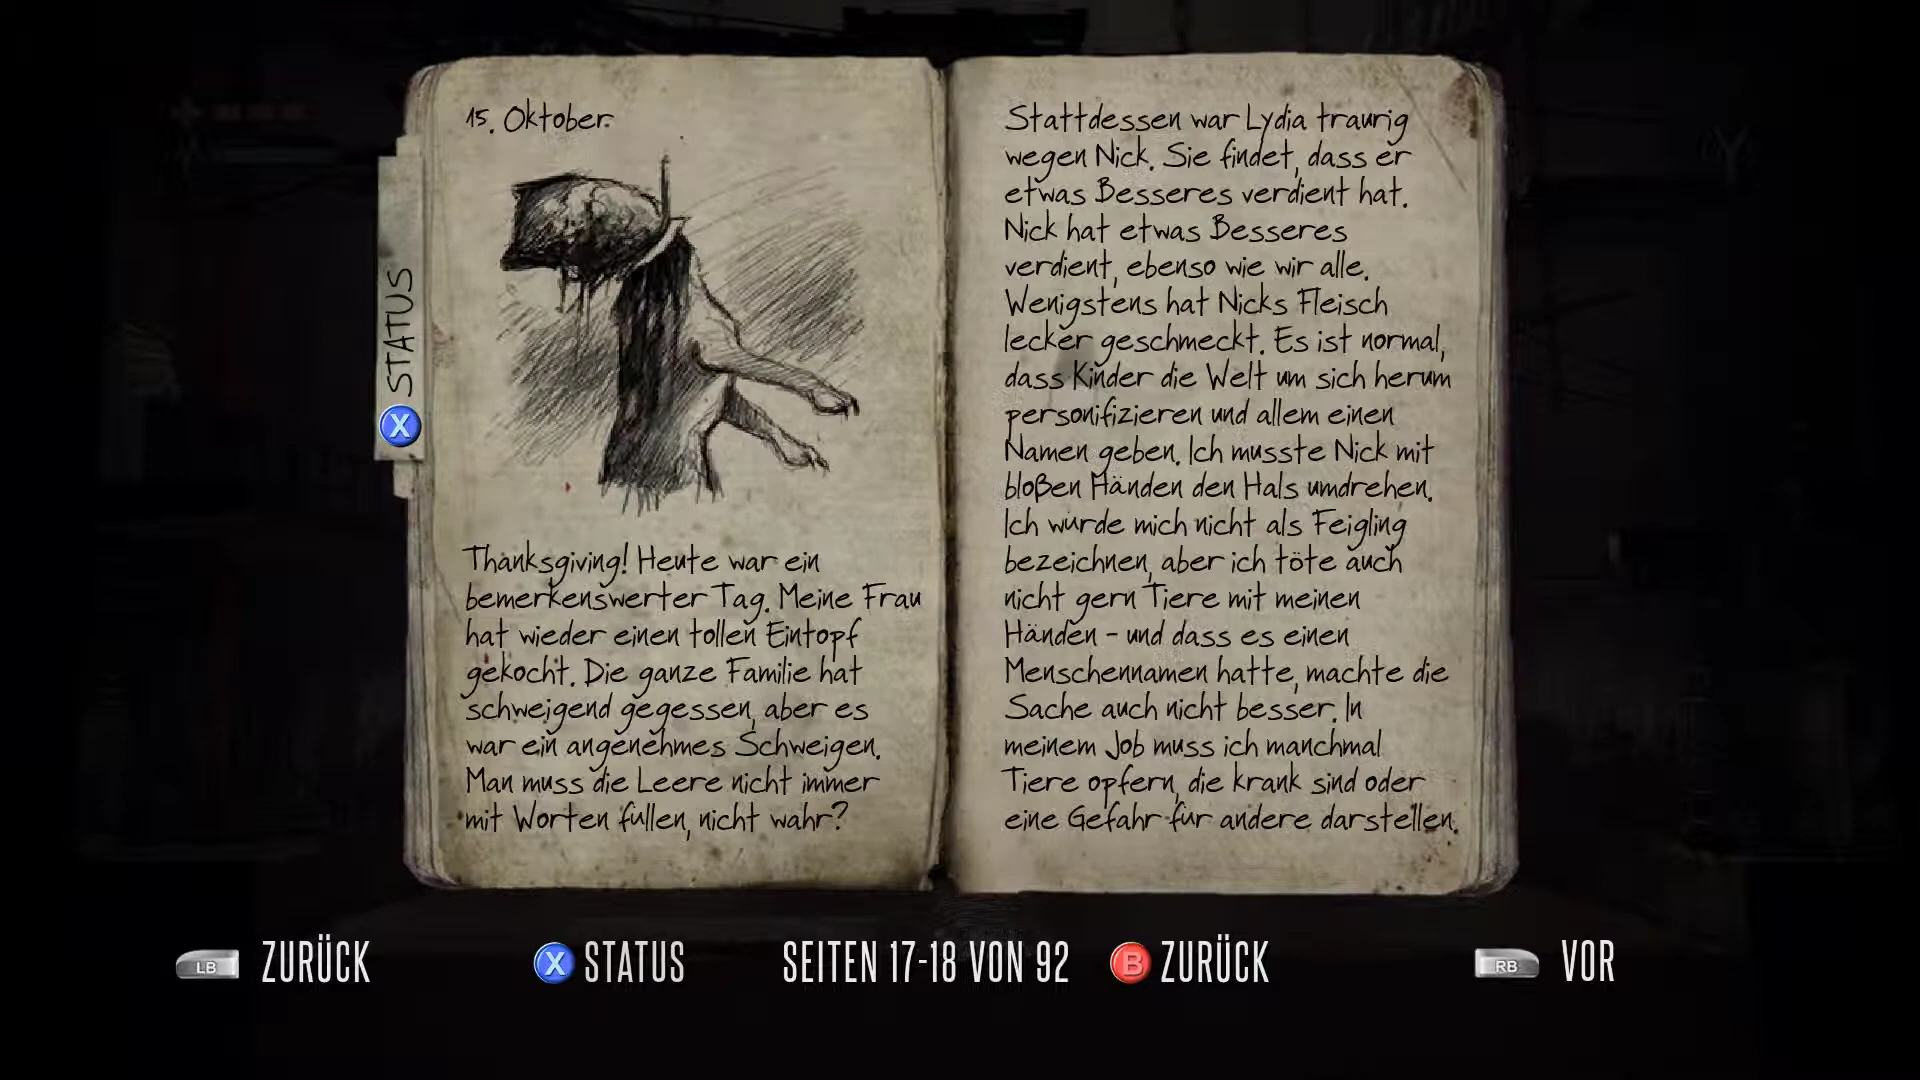 15. Oktober
Thanksgiving! Heute war ein
bemerkenswerter Tag. Meine Frau
hat wieder einen tollen Eintopf
gekocht. Die ganze Familie hat
schweigend gegessen, aber es
war ein angenehmes Schweigen.
Man muss die Leere nicht immer
mit Worten füllen, nicht wahr?
Stattdessen war Lydia traurig
wegen Nick. Sie findet, dass er
etwas Besseres verdient hat.
Nick hat etwas Besseres
verdient, ebenso wie wir alle.
Wenigstens hat Nicks Fleisch
lecker geschmeckt. Es ist normal,
dass Kinder die Welt um sich herum
personifizieren und allem einen
Namen geben. Ich musste Nick mit
bloßen Händen den Hals umdrehen.
Ich würde mich nicht als Feigling
bezeichnen, aber ich töte auch
nicht gern Tiere mit meinen
Händen - und dass es einen
Menschennamen hatte, machte die
Sache auch nicht besser. In
meinem Job muss ich manchmal
Tiere opfern, die krank sind oder
eine Gefahr für andere darstellen.
X STATUS
LB ZURÜCK
X STATUS
SEITEN 17-18 VON 92
B ZURÜCK
RB VOR